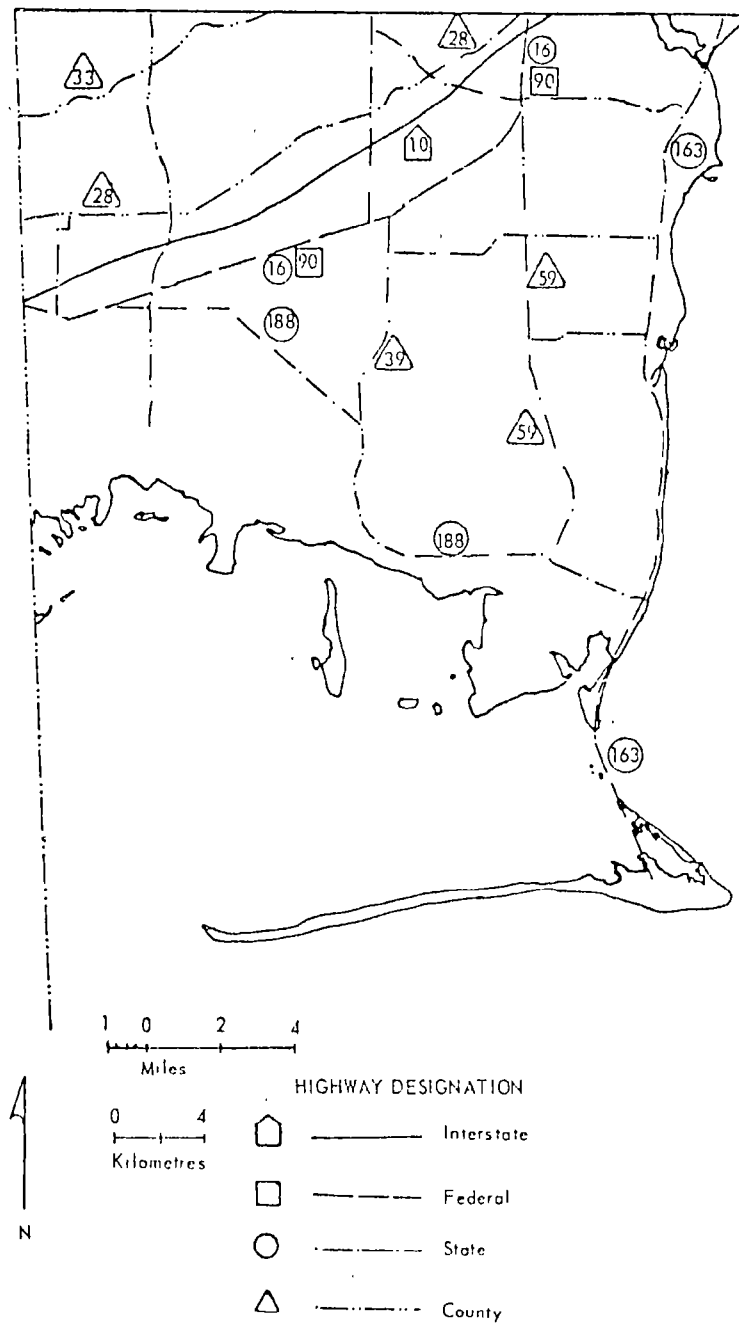 28
16
33
90
10
163
28
90
16
59
188
39
59
188
163
1 0 2 4
Miles
HIGHWAY DESIGNATION
0 4
Kilometres
Interstate
Federal
N
State
County